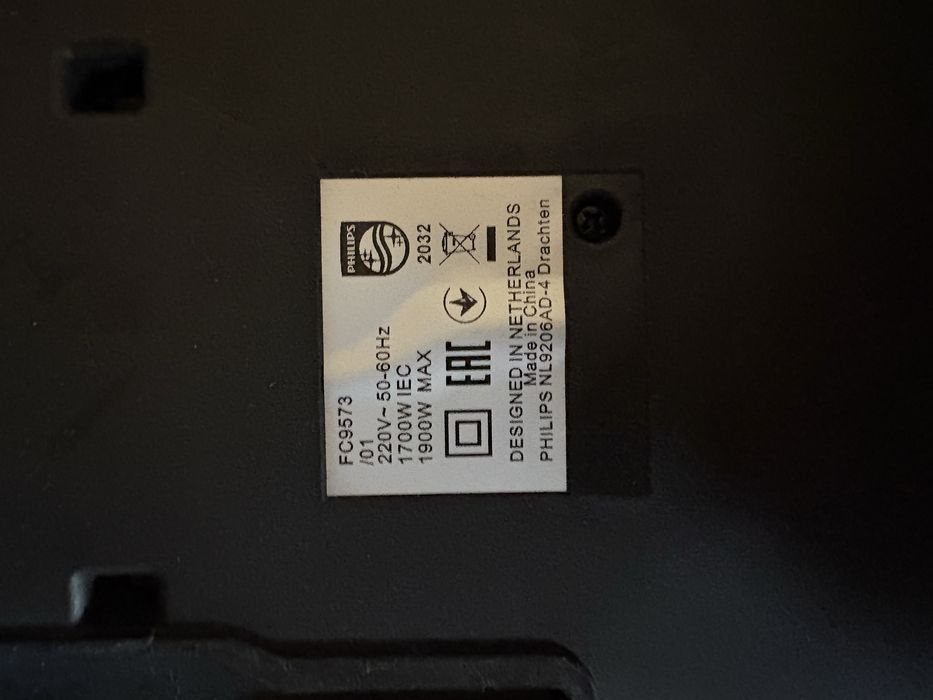 FC9573
/01
220V~ 50-60Hz
1700W IEC
1900W MAX
PHILIPS
2032
EAC
DESIGNED IN NETHERLANDS
Made in China
PHILIPS NL9206AD-4 Drachten